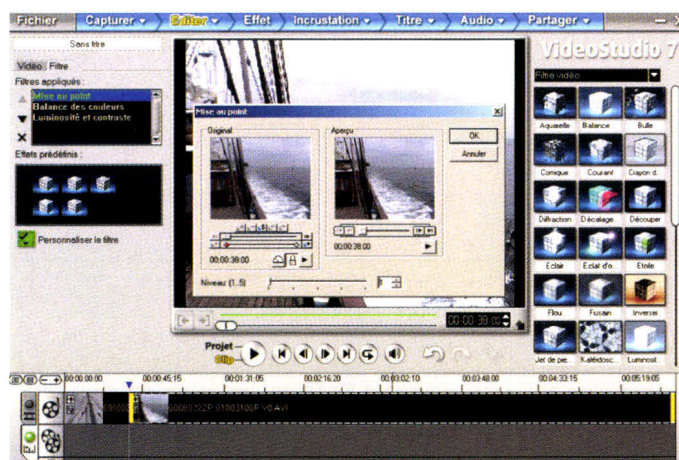 Fichier Capturer Editer Effet Incrustation Titre Audio Partager
Sans titre
VideoStudio 7
Vidéo Filtre
Filtres appliqués :
Mise au point
Balance des couleurs
Luminosité et contraste
Effets prédéfinis :
Personnaliser le filtre
Mise au point
Original
Aperçu
OK
Annuler
00:00:38:00
00:00:38:00
Niveau: (1..5)
Filtre vidéo
Aquarelle Balance Bulle
Comique Courant Crayon d.
Diffraction Décalage. Découper
Eclair Eclat d'o. Etoile
Flou Fusain Inverser
Jet de pie. Kaléidosc. Luminosit.
00:00:38:00
Projet
Clip
00:00:00:00 00:00:45:15 00:01:31:05 00:02:16:20 00:03:02:10 00:03:48:00 00:04:33:15 00:05:19:05